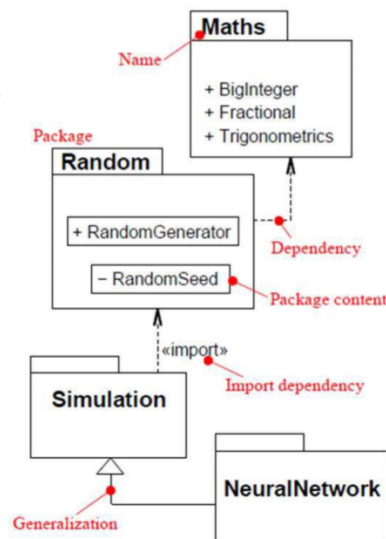 Maths
Name
+ BigInteger
+ Fractional
+ Trigonometrics
Package
Random
+ RandomGenerator
Dependency
− RandomSeed
Package content
«import»
Import dependency
Simulation
NeuralNetwork
Generalization